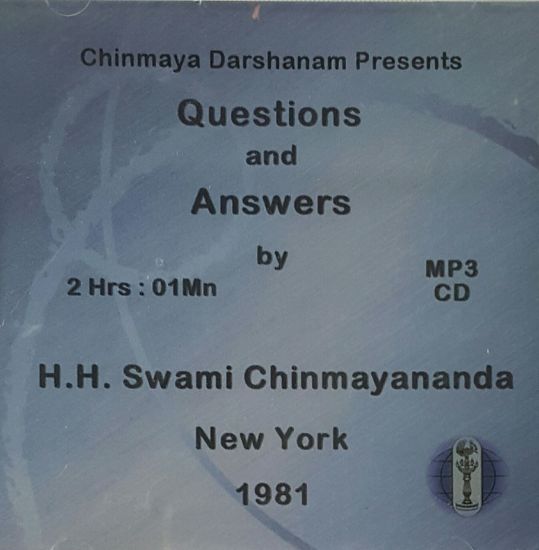 Chinmaya Darshanam Presents
Questions
and
Answers
by
2 Hrs : 01Mn
MP3
CD
H.H. Swami Chinmayananda
New York
1981